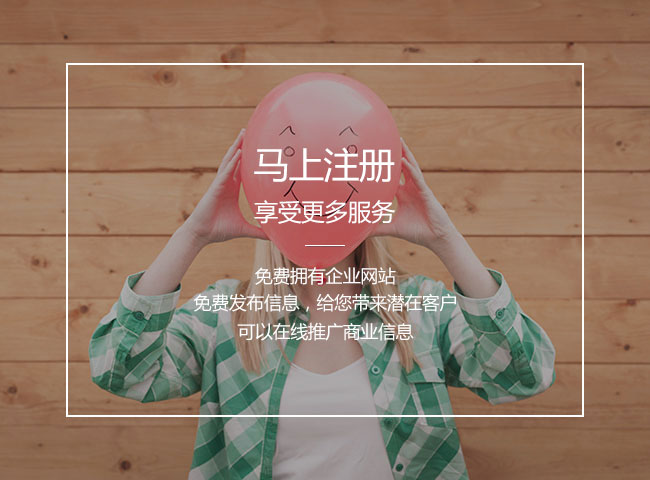 马上注册
享受更多服务
免费拥有企业网站
免费发布信息，给您带来潜在客户
可以在线推广商业信息